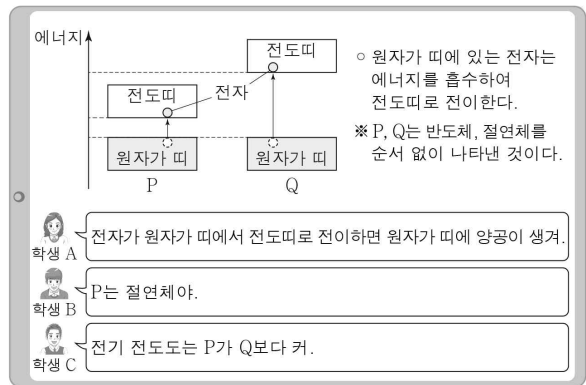 에너지
전도띠
전도띠
전자
원자가 띠
원자가 띠
P
Q
○ 원자가 띠에 있는 전자는
에너지를 흡수하여
전도띠로 전이한다.
※ P, Q는 반도체, 절연체를
순서 없이 나타낸 것이다.
학생 A
전자가 원자가 띠에서 전도띠로 전이하면 원자가 띠에 양공이 생겨.
학생 B
P는 절연체야.
학생 C
전기 전도도는 P가 Q보다 커.